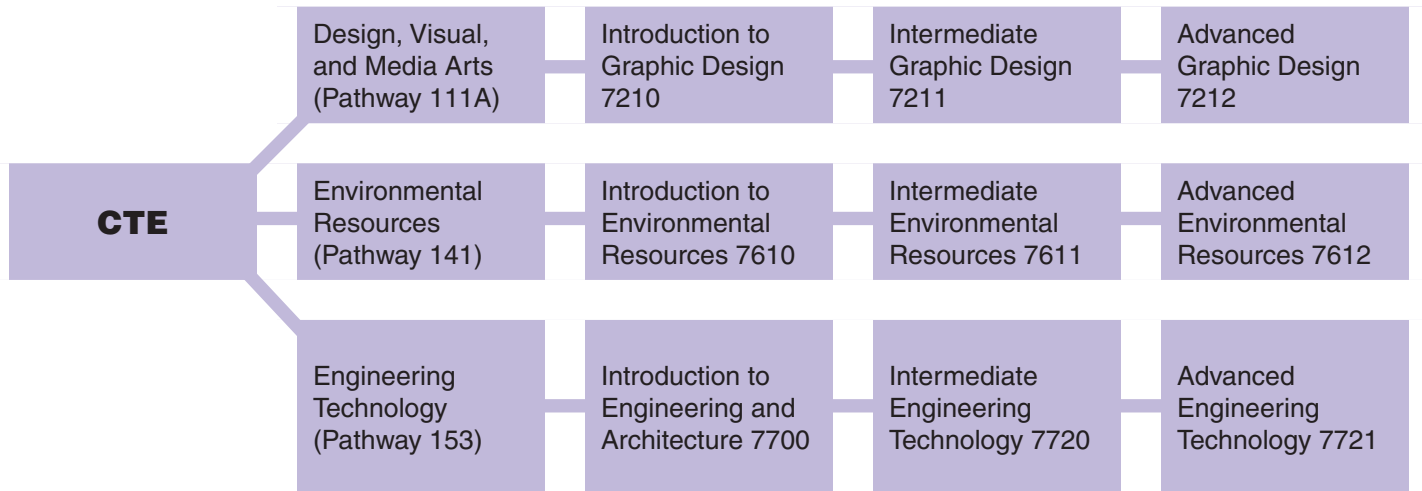 Design, Visual,
and Media Arts
(Pathway 111A)
Introduction to
Graphic Design
7210
Intermediate
Graphic Design
7211
Advanced
Graphic Design
7212
CTE
Environmental
Resources
(Pathway 141)
Introduction to
Environmental
Resources 7610
Intermediate
Environmental
Resources 7611
Advanced
Environmental
Resources 7612
Engineering
Technology
(Pathway 153)
Introduction to
Engineering and
Architecture 7700
Intermediate
Engineering
Technology 7720
Advanced
Engineering
Technology 7721